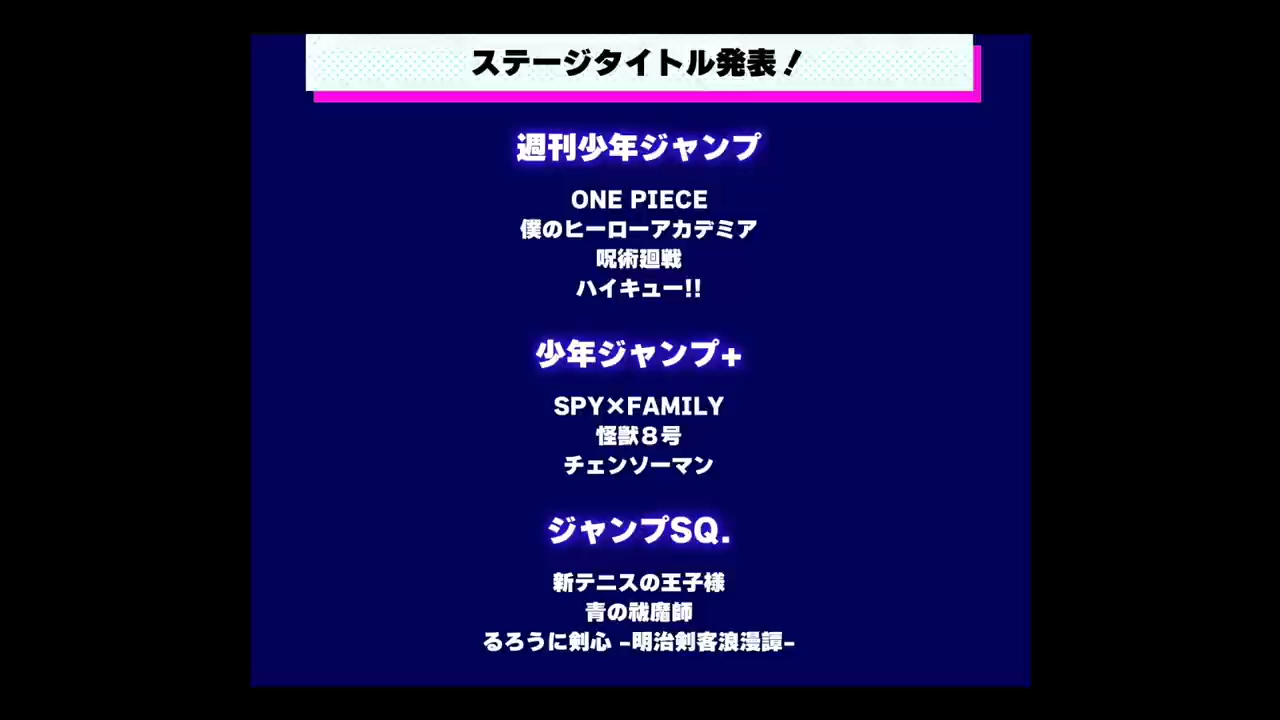 ステージタイトル発表！
週刊少年ジャンプ
ONE PIECE
僕のヒーローアカデミア
呪術廻戦
ハイキュー!!
少年ジャンプ+
SPY×FAMILY
怪獣８号
チェンソーマン
ジャンプSQ.
新テニスの王子様
青の祓魔師
るろうに剣心 -明治剣客浪漫譚-